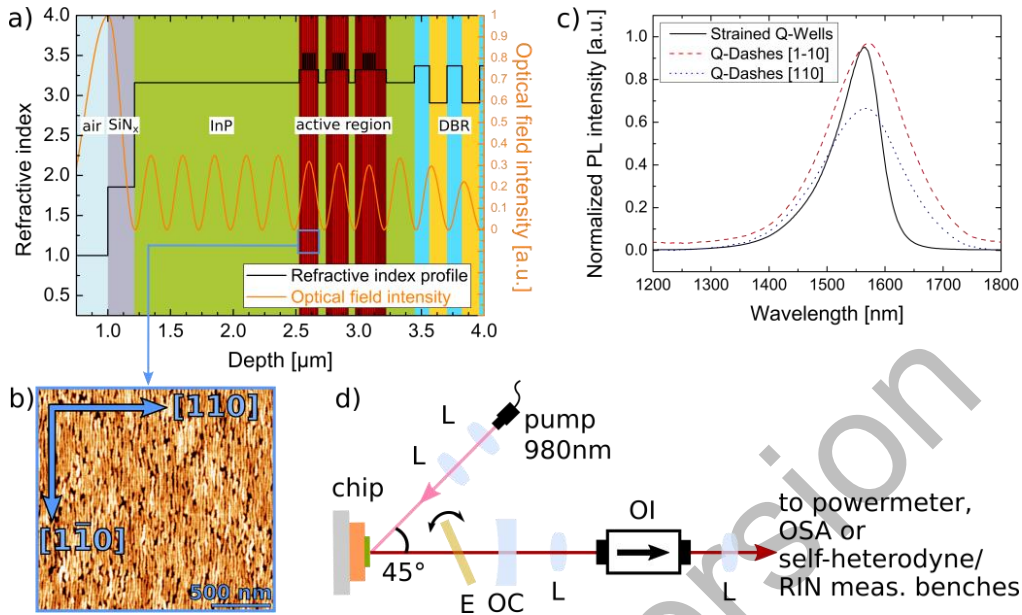 a)
Refractive index
4.0
3.5
3.0
2.5
2.0
1.5
1.0
0.5
air
SiNx
InP
active region
DBR
Refractive index profile
Optical field intensity
1.0
1.5
2.0
2.5
3.0
3.5
4.0
Depth [µm]
1
0.9
0.8
0.7
0.6
0.5
0.4
0.3
0.2
0.1
0
Optical field
intensity [a.u.]
c)
Normalized PL intensity [a.u.]
1.0
0.8
0.6
0.4
0.2
0.0
Strained Q-Wells
Q-Dashes [1-10]
Q-Dashes [110]
1200
1300
1400
1500
1600
1700
1800
Wavelength [nm]
b)
[110]
[11̄0]
500 nm
d)
L
L
pump
980nm
chip
45°
E
OC
L
OI
L
to powermeter,
OSA or
self-heterodyne/
RIN meas. benches